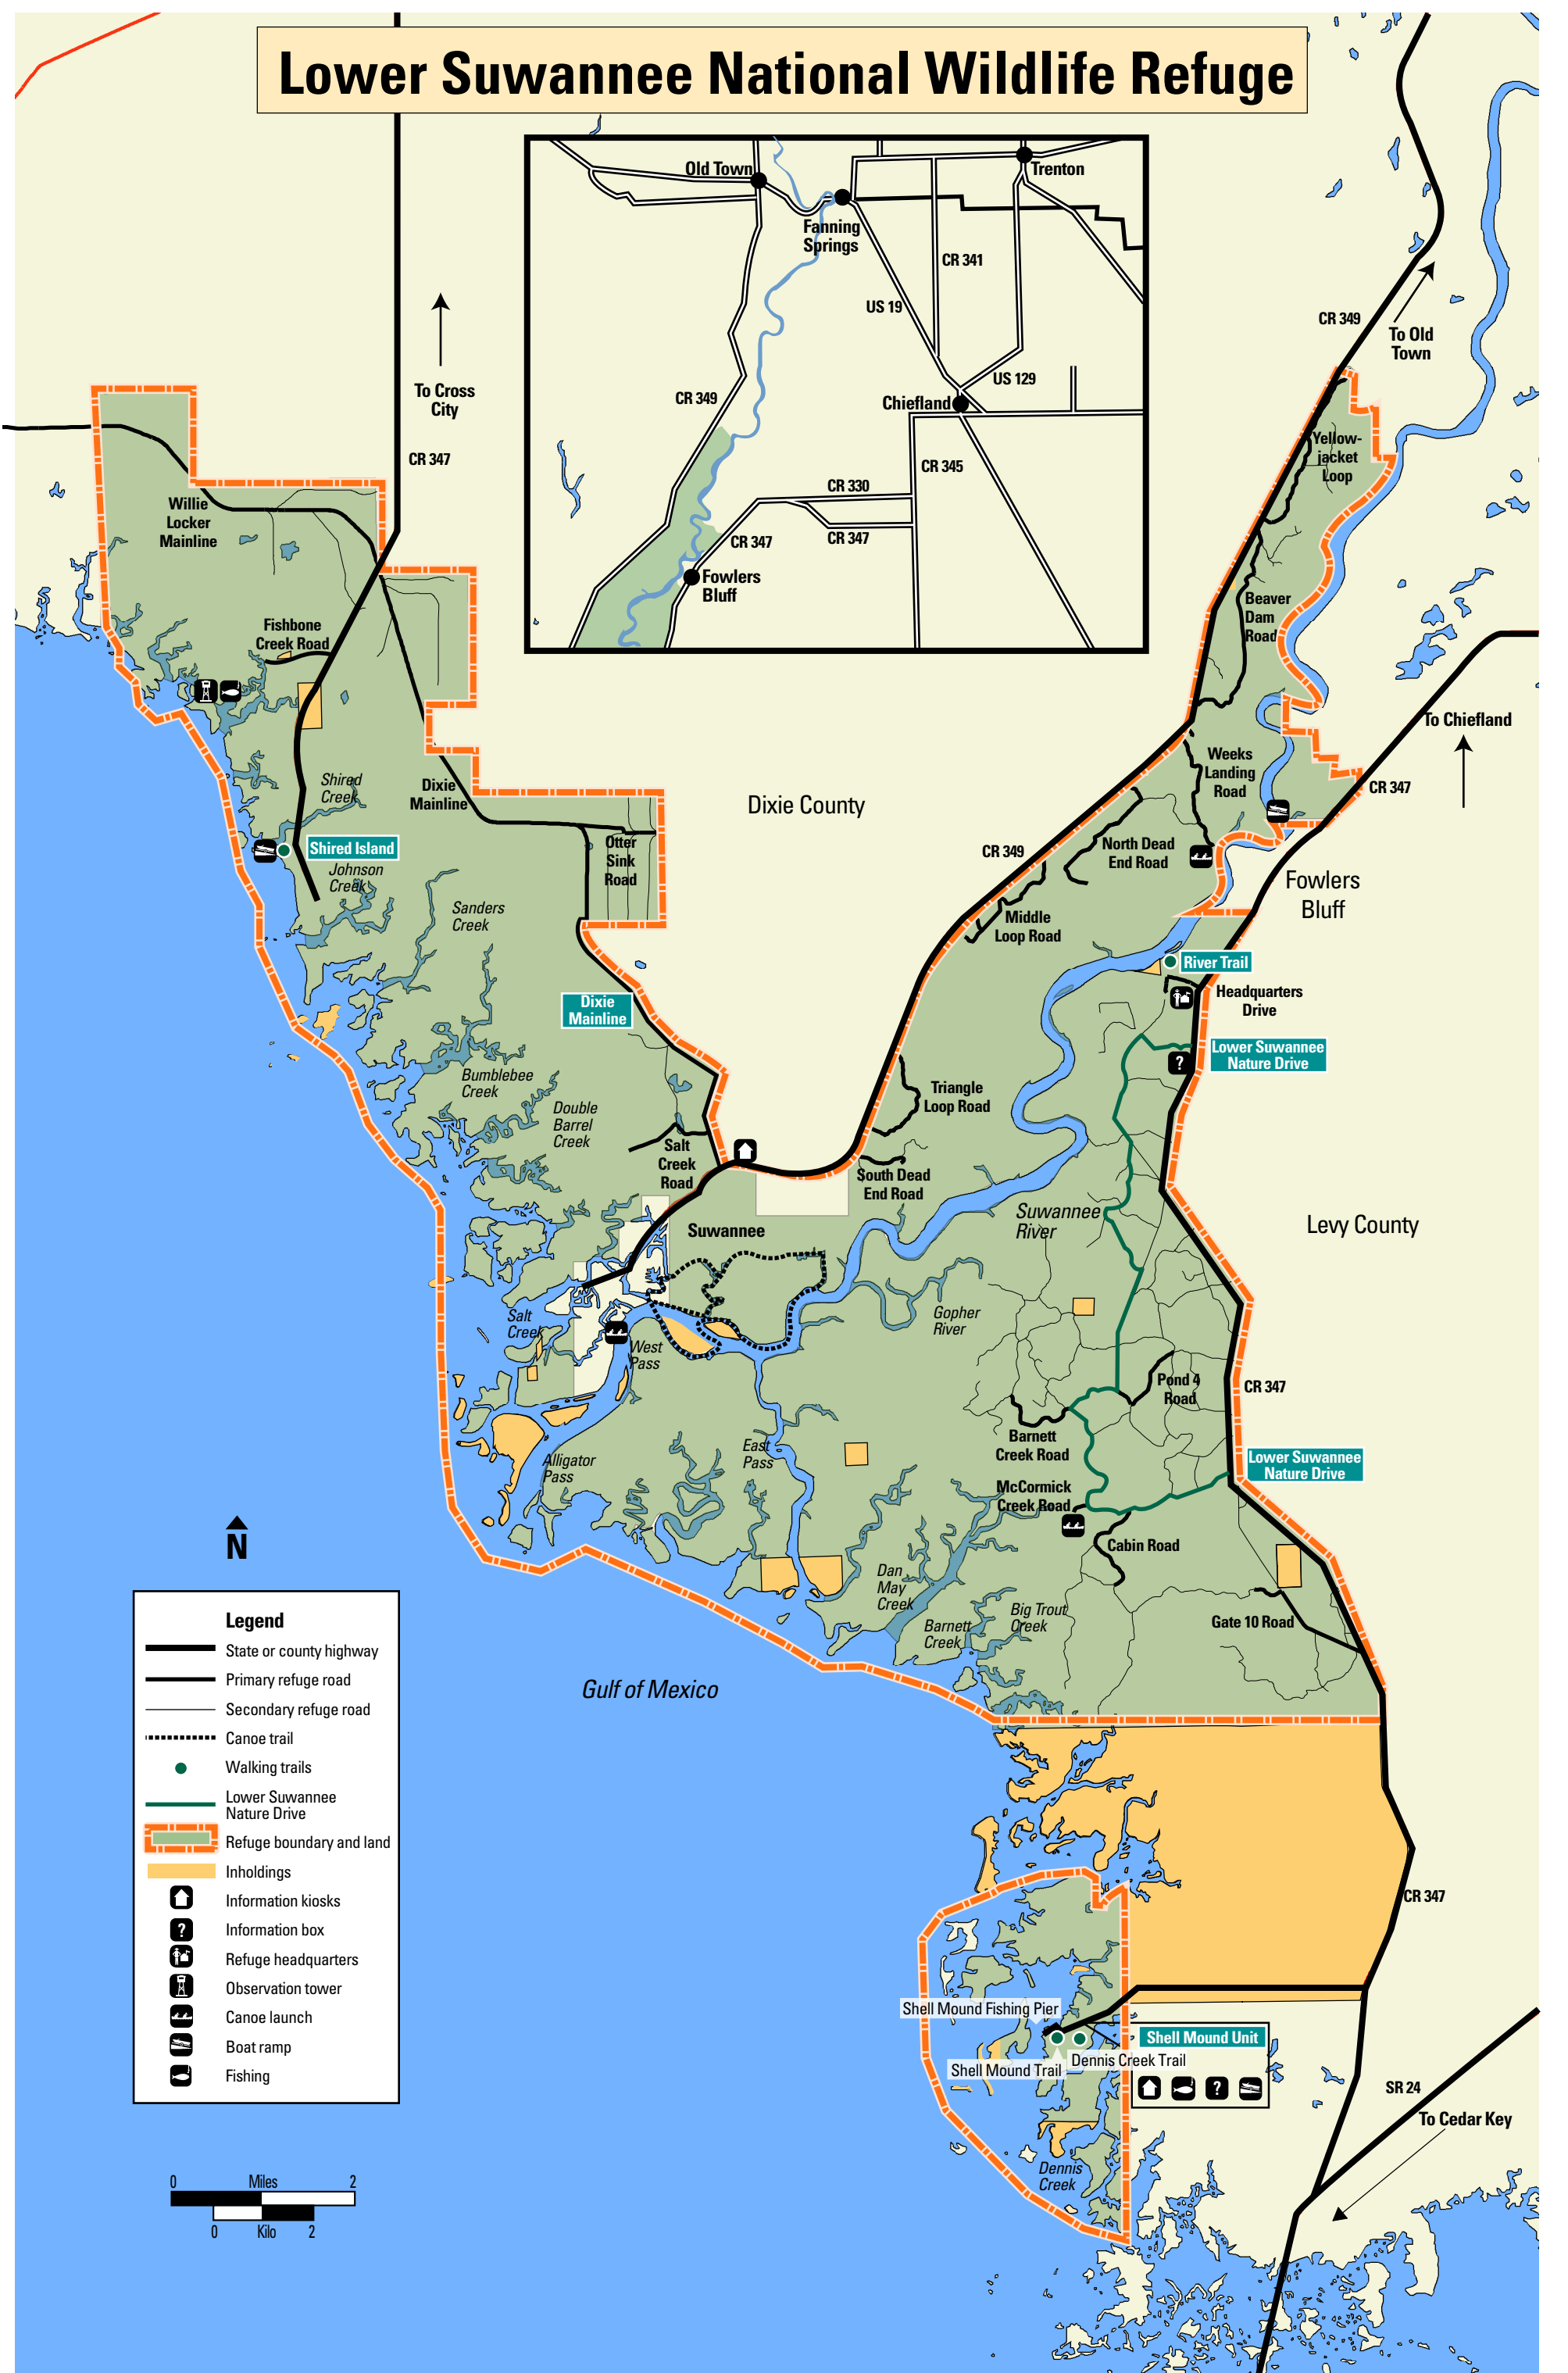 Lower Suwannee National Wildlife Refuge
Old Town
Trenton
Fanning
Springs
CR 341
US 19
CR 349
US 129
Chiefland
CR 345
CR 330
CR 347
CR 347
Fowlers
Bluff
To Cross
City
CR 347
CR 349
To Old
Town
Yellow-
jacket
Loop
Willie
Locker
Mainline
Fishbone
Creek Road
Beaver
Dam
Road
To Chiefland
CR 347
Weeks
Landing
Road
Shired
Creek
Dixie
Mainline
Dixie County
Shired Island
Johnson
Creek
Otter
Sink
Road
CR 349
North Dead
End Road
Fowlers
Bluff
Sanders
Creek
Middle
Loop Road
River Trail
Headquarters
Drive
Dixie
Mainline
Lower Suwannee
Nature Drive
Bumblebee
Creek
Double
Barrel
Creek
Triangle
Loop Road
Salt
Creek
Road
South Dead
End Road
Suwannee
Suwannee
River
Levy County
Salt
Creek
West
Pass
Gopher
River
Pond 4
Road
CR 347
Barnett
Creek Road
East
Pass
Alligator
Pass
Lower Suwannee
Nature Drive
McCormick
Creek Road
Cabin Road
Dan
May
Creek
Barnett
Creek
Big Trout
Creek
Gate 10 Road
N
Gulf of Mexico
Legend
State or county highway
Primary refuge road
Secondary refuge road
Canoe trail
Walking trails
Lower Suwannee
Nature Drive
Refuge boundary and land
Inholdings
Information kiosks
? Information box
Refuge headquarters
Observation tower
Canoe launch
Boat ramp
Fishing
CR 347
Shell Mound Fishing Pier
Shell Mound Unit
Shell Mound Trail
Dennis Creek Trail
?
?
SR 24
To Cedar Key
Dennis
Creek
0 Miles 2
0 Kilo 2